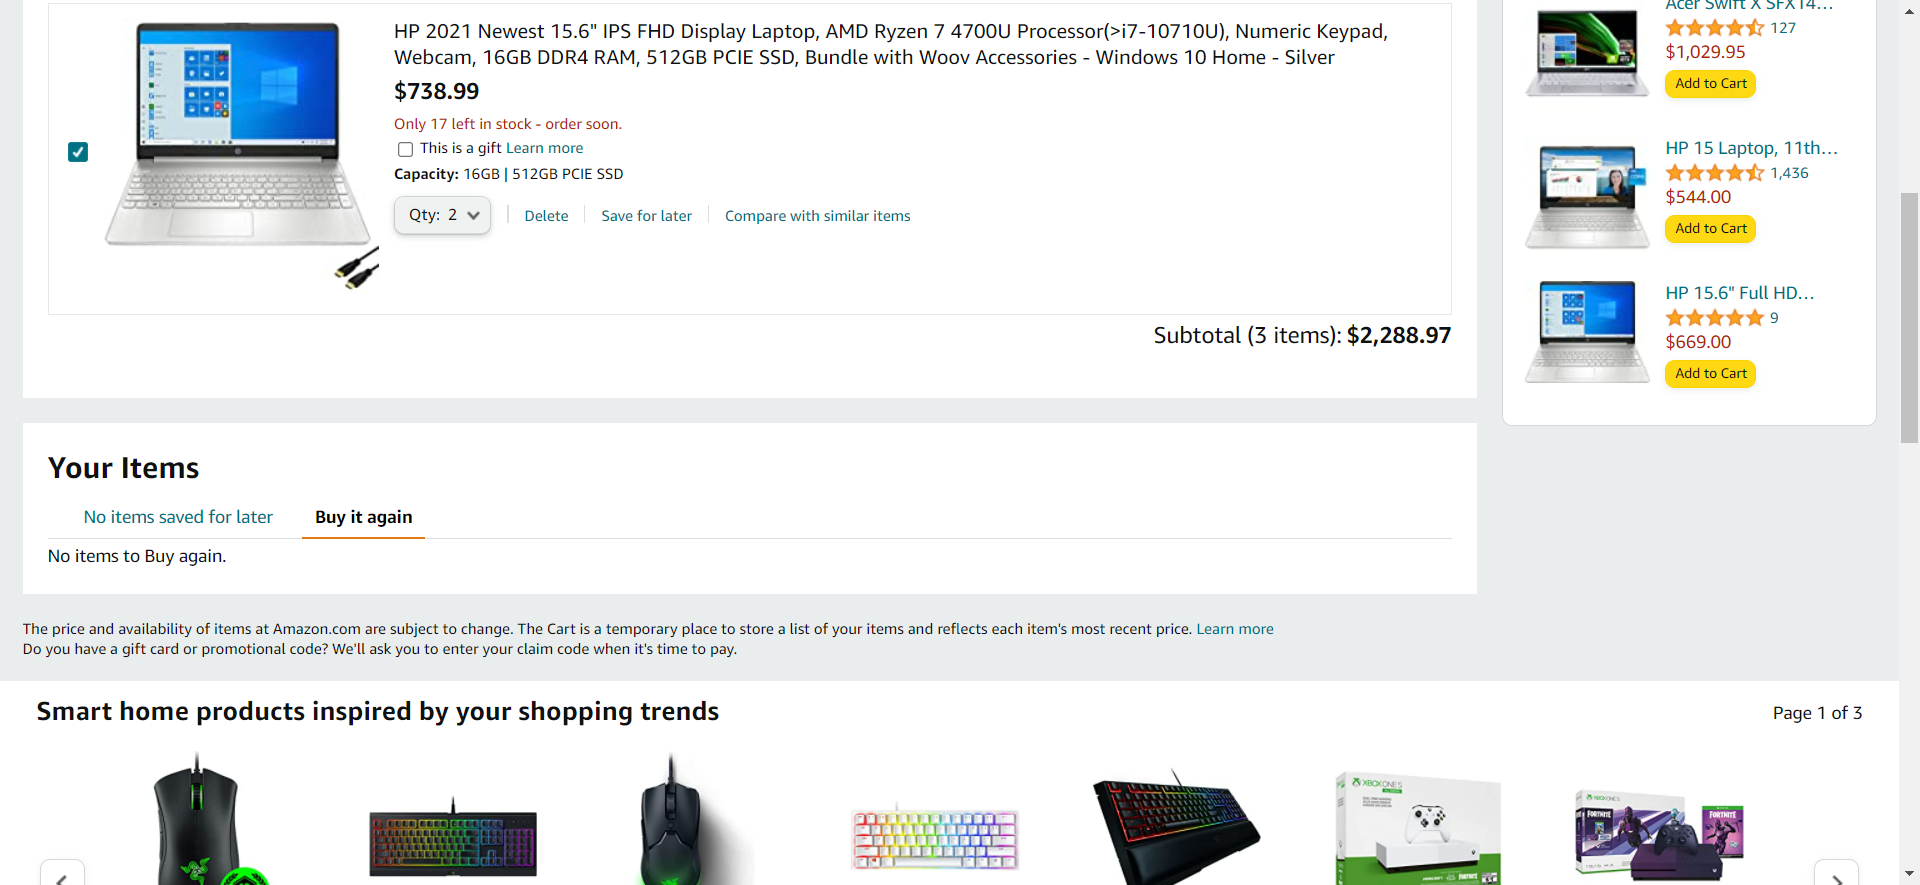 HP 2021 Newest 15.6" IPS FHD Display Laptop, AMD Ryzen 7 4700U Processor(>i7-10710U), Numeric Keypad,
Webcam, 16GB DDR4 RAM, 512GB PCIE SSD, Bundle with Woov Accessories - Windows 10 Home - Silver
$738.99
Only 17 left in stock - order soon.
This is a gift Learn more
Capacity: 16GB | 512GB PCIE SSD
Qty: 2
Delete
Save for later
Compare with similar items
Subtotal (3 items): $2,288.97
Acer Swift X SFX14...
127
$1,029.95
Add to Cart
HP 15 Laptop, 11th...
1,436
$544.00
Add to Cart
HP 15.6" Full HD...
9
$669.00
Add to Cart
Your Items
No items saved for later
Buy it again
No items to Buy again.
The price and availability of items at Amazon.com are subject to change. The Cart is a temporary place to store a list of your items and reflects each item's most recent price. Learn more
Do you have a gift card or promotional code? We'll ask you to enter your claim code when it's time to pay.
Smart home products inspired by your shopping trends
Page 1 of 3
XBOX ONE S
FORTNITE
XBOX ONE S
FORTNITE